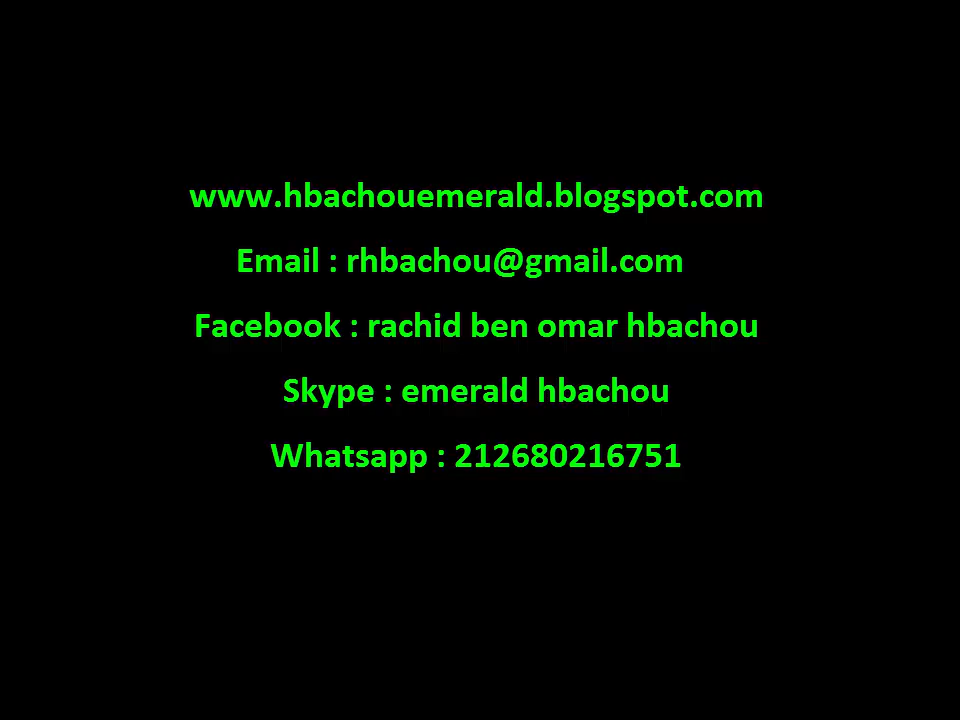 www.hbachouemerald.blogspot.com
Email : rhbachou@gmail.com
Facebook : rachid ben omar hbachou
Skype : emerald hbachou
Whatsapp : 212680216751